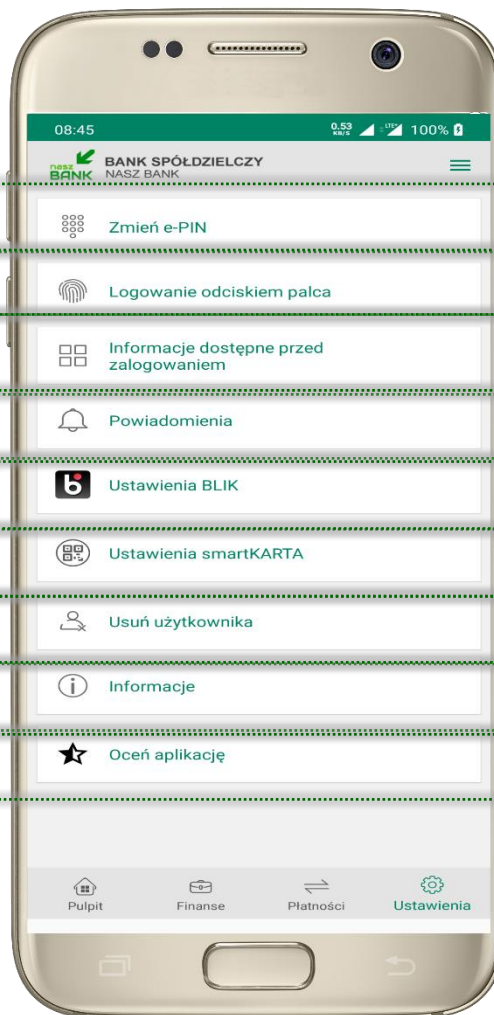 08:45
0.53 KB/S LTE+ 100%
nasz BANK
BANK SPÓŁDZIELCZY
NASZ BANK
Zmień e-PIN
Logowanie odciskiem palca
Informacje dostępne przed
zalogowaniem
Powiadomienia
Ustawienia BLIK
Ustawienia smartKARTA
Usuń użytkownika
Informacje
Oceń aplikację
Pulpit Finanse Płatności Ustawienia